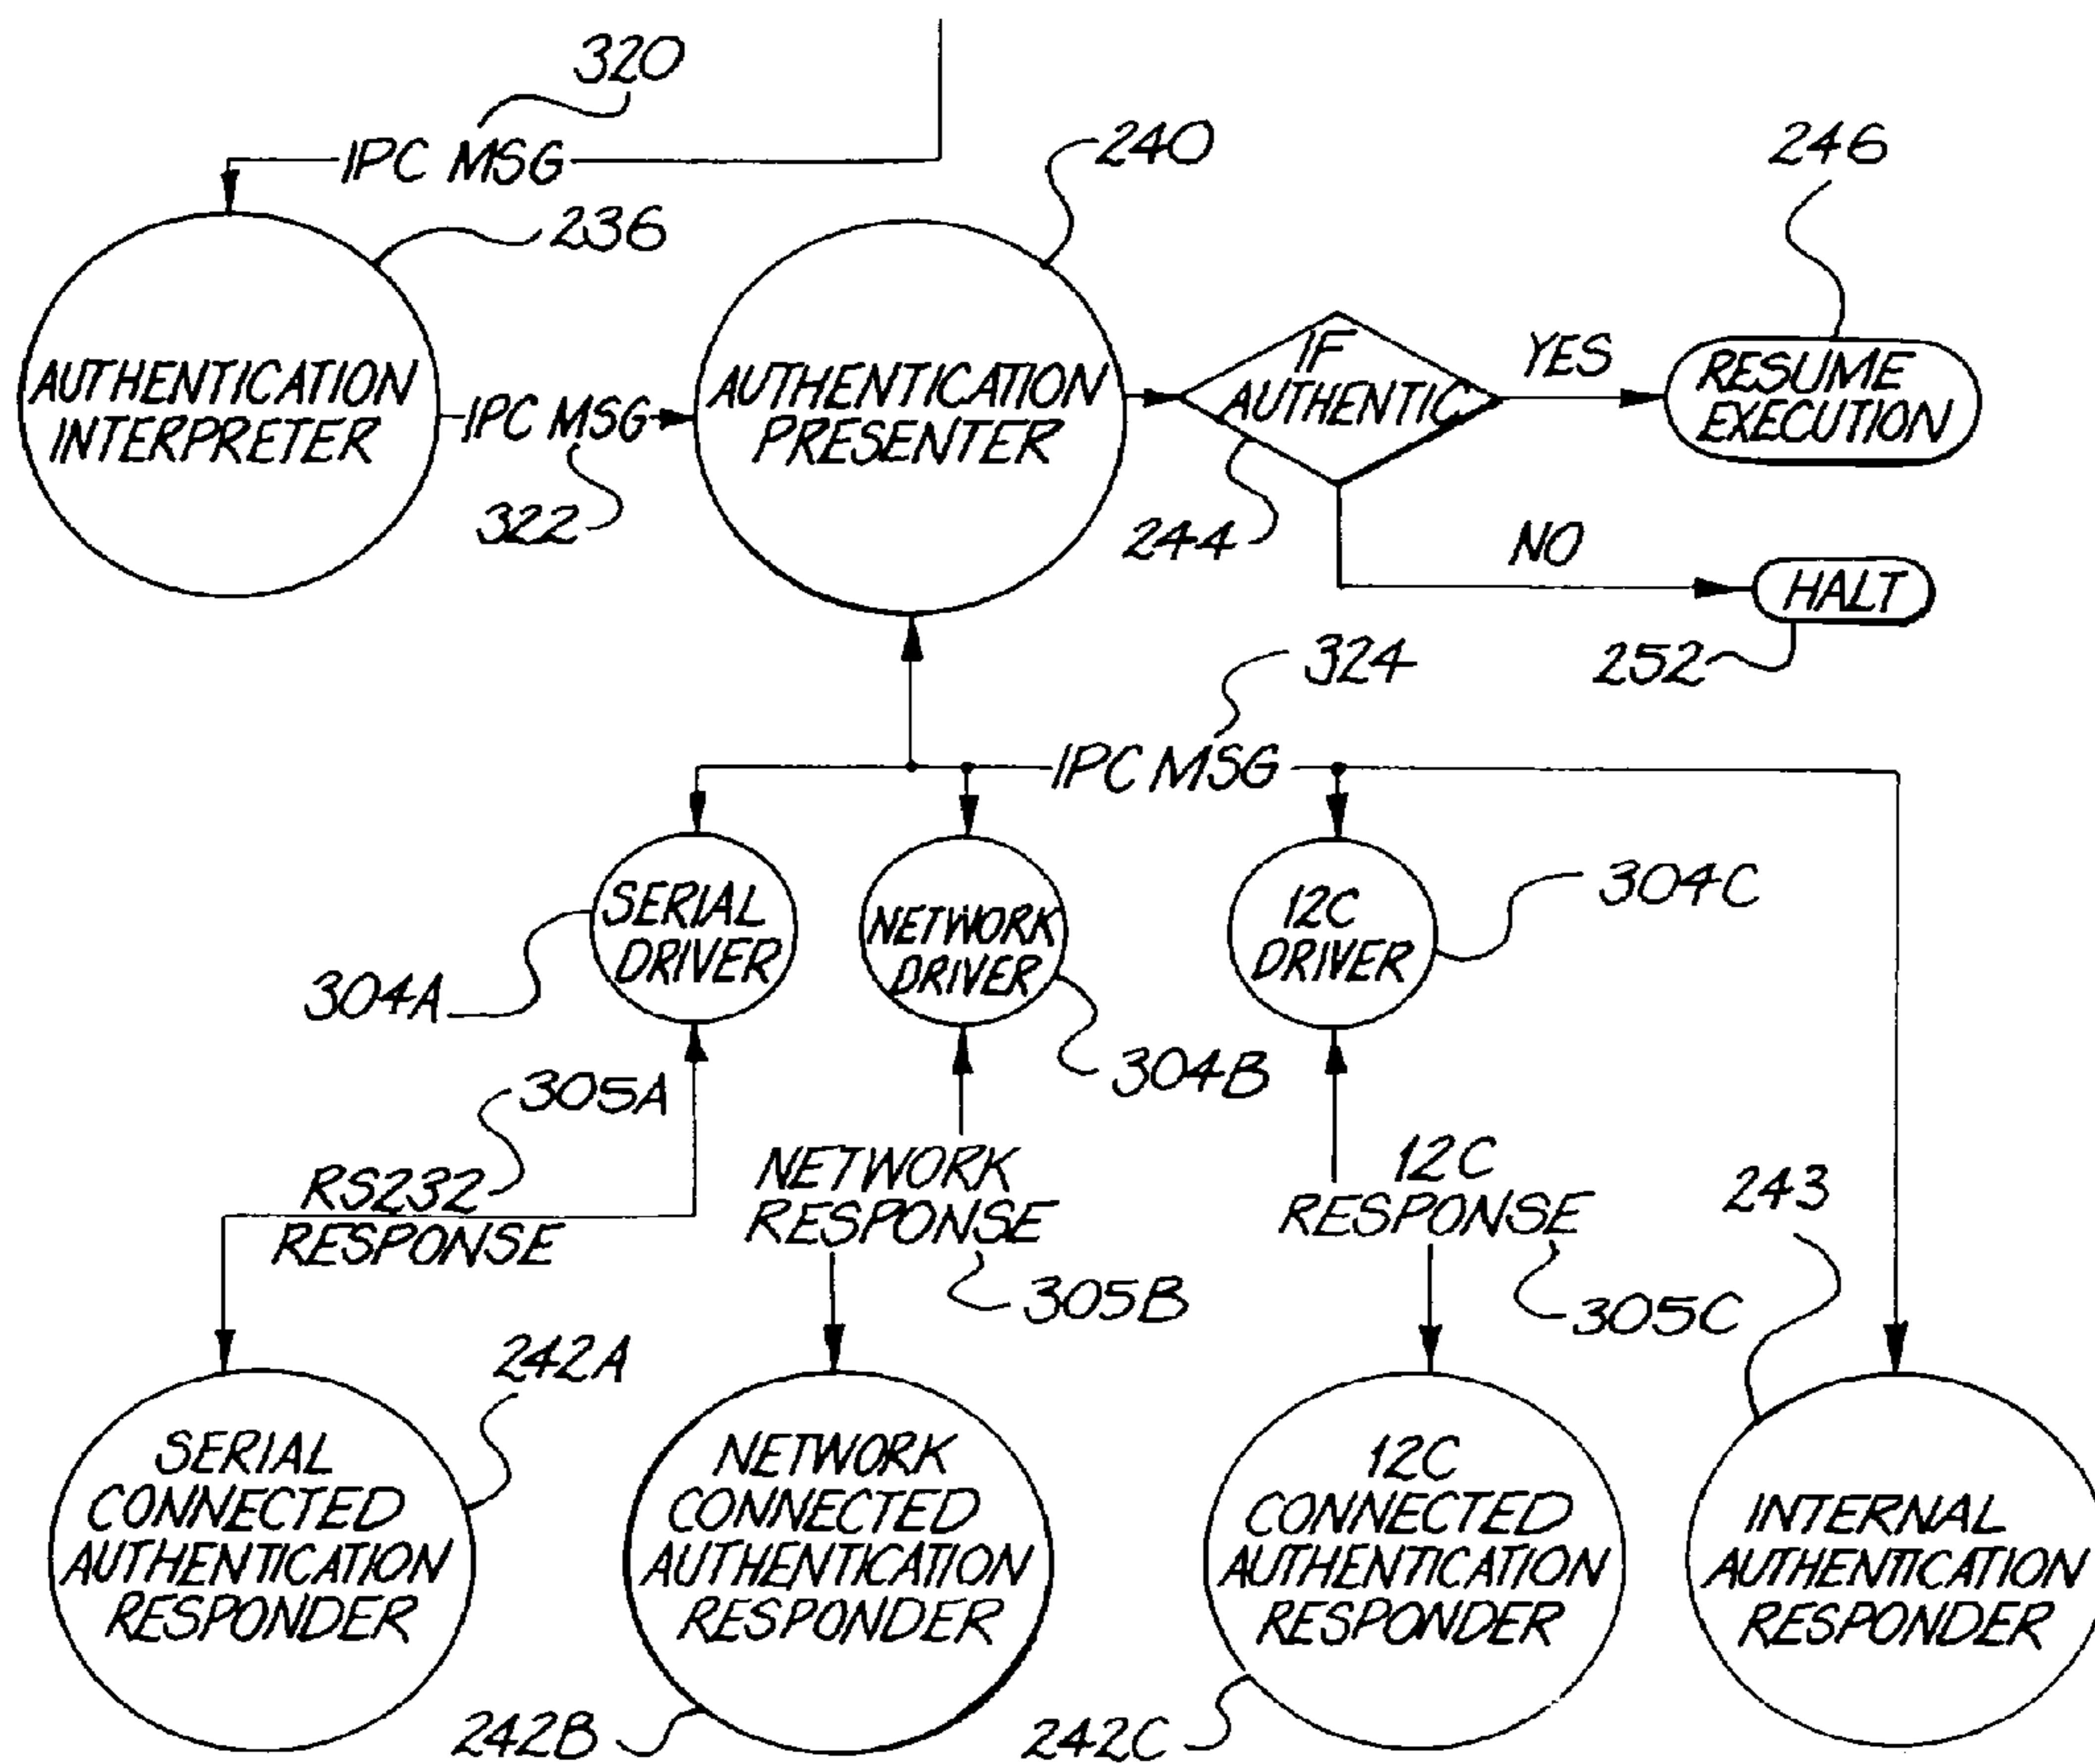 320
IPC MSG
240
246
236
IF
AUTHENTIC
YES
RESUME
EXECUTION
AUTHENTICATION
INTERPRETER
IPC MSG
AUTHENTICATION
PRESENTER
322
244
NO
HALT
252
324
IPC MSG
SERIAL
DRIVER
NETWORK
DRIVER
12C
DRIVER
304C
304A
304B
305A
RS232
RESPONSE
NETWORK
RESPONSE
12C
RESPONSE
243
305B
305C
242A
SERIAL
CONNECTED
AUTHENTICATION
RESPONDER
NETWORK
CONNECTED
AUTHENTICATION
RESPONDER
12C
CONNECTED
AUTHENTICATION
RESPONDER
INTERNAL
AUTHENTICATION
RESPONDER
242B
242C